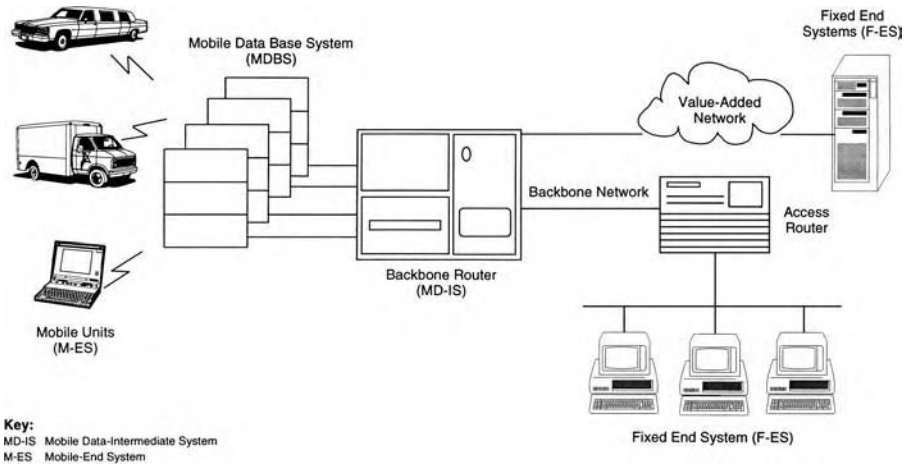 Fixed End
Systems (F-ES)
Mobile Data Base System
(MDBS)
Value-Added
Network
Backbone Network
Access
Router
Backbone Router
(MD-IS)
Mobile Units
(M-ES)
Fixed End System (F-ES)
Key:
MD-IS Mobile Data-Intermediate System
M-ES Mobile-End System